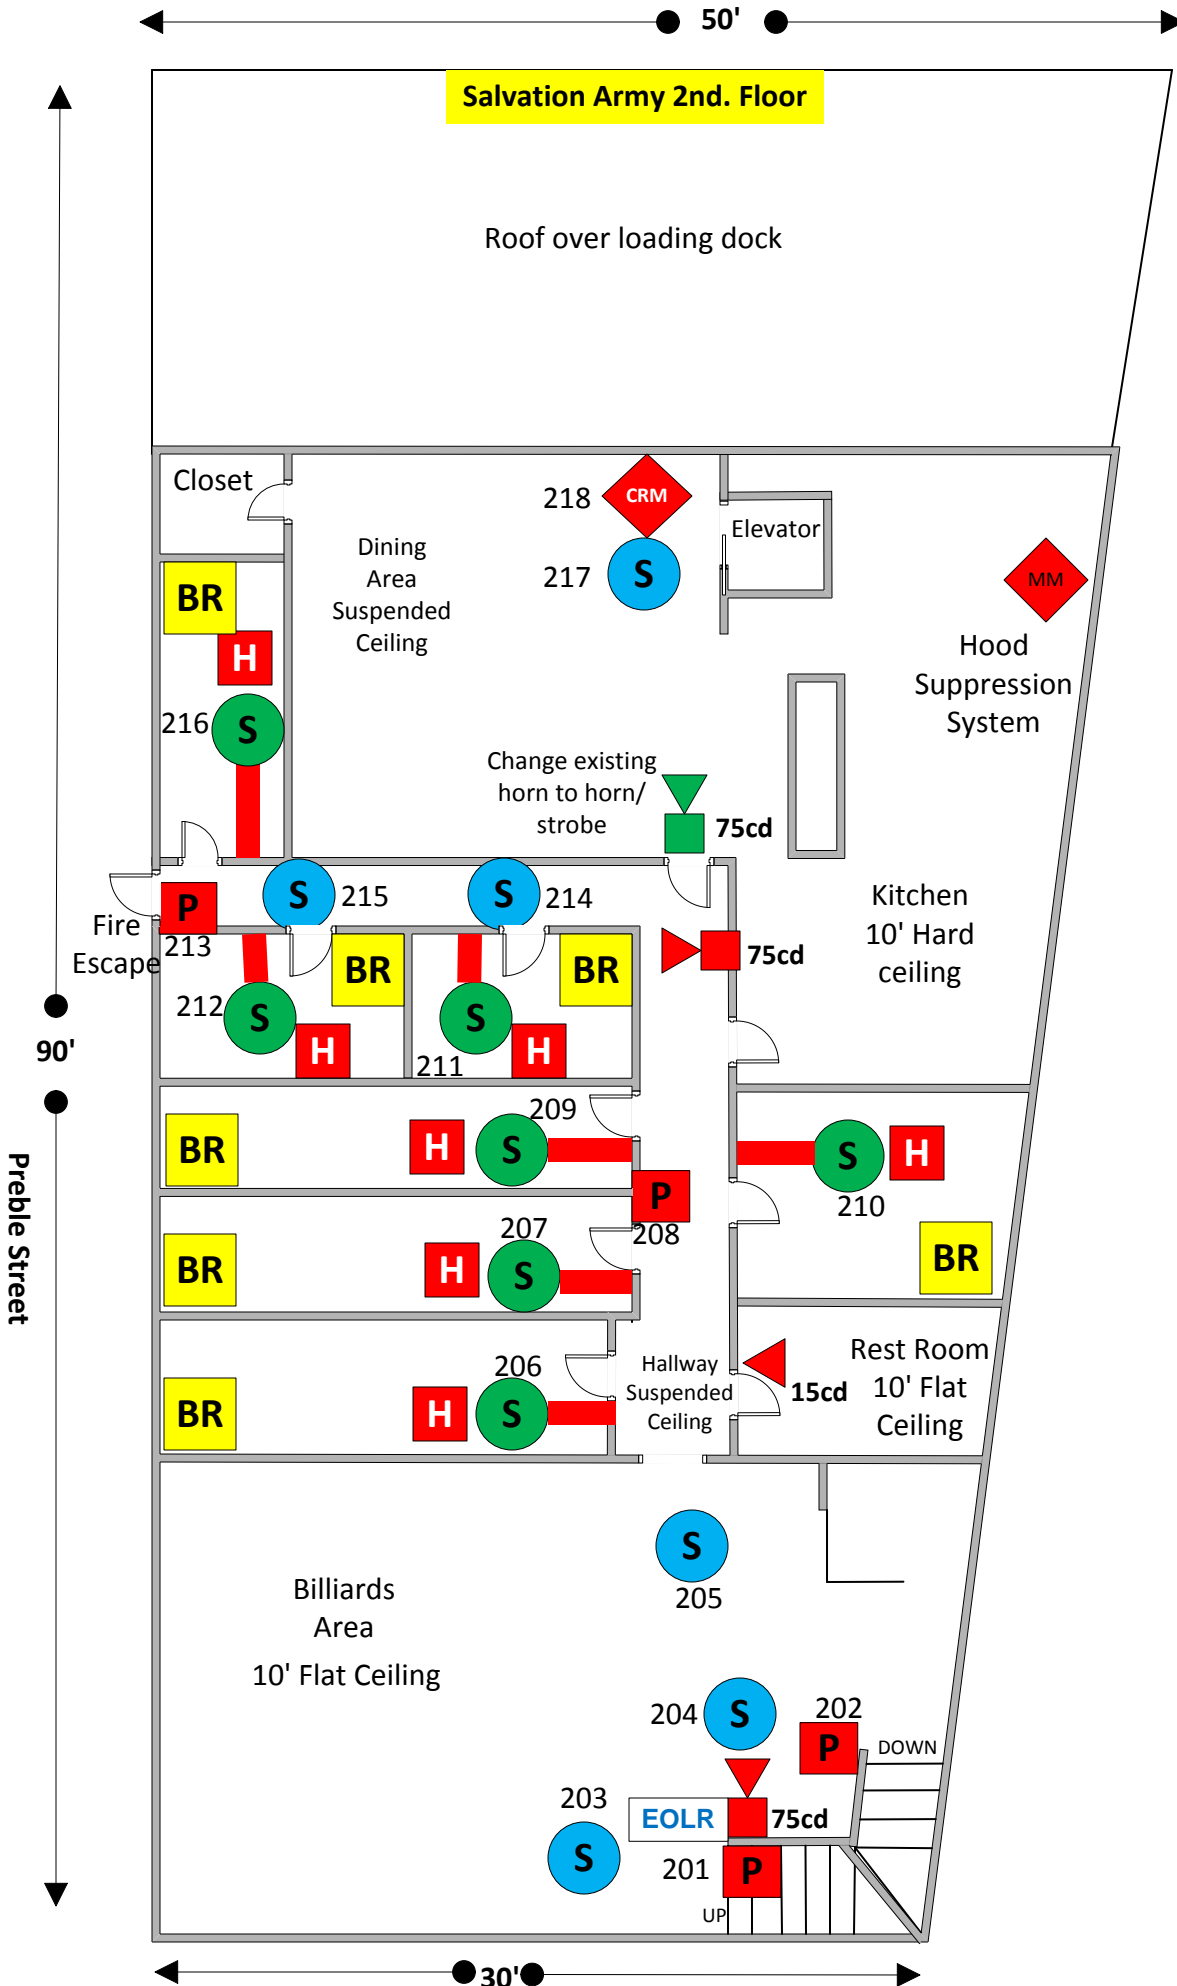 50'
Salvation Army 2nd. Floor
Roof over loading dock
Closet
218
CRM
Elevator
Dining
Area
Suspended
Ceiling
217
S
MM
BR
H
Hood
Suppression
System
216
S
Change existing
horn to horn/
strobe
75cd
S
215
S
214
P
213
Fire
Escape
Kitchen
10' Hard
ceiling
75cd
BR
BR
212
S
H
S
211
H
90'
209
BR
H
S
S
H
210
P
208
207
BR
H
S
BR
Preble Street
206
BR
H
S
Hallway
Suspended
Ceiling
15cd
Rest Room
10' Flat
Ceiling
S
205
Billiards
Area
10' Flat Ceiling
204
S
202
P
DOWN
203
S
EOLR
75cd
201
P
UP
30'